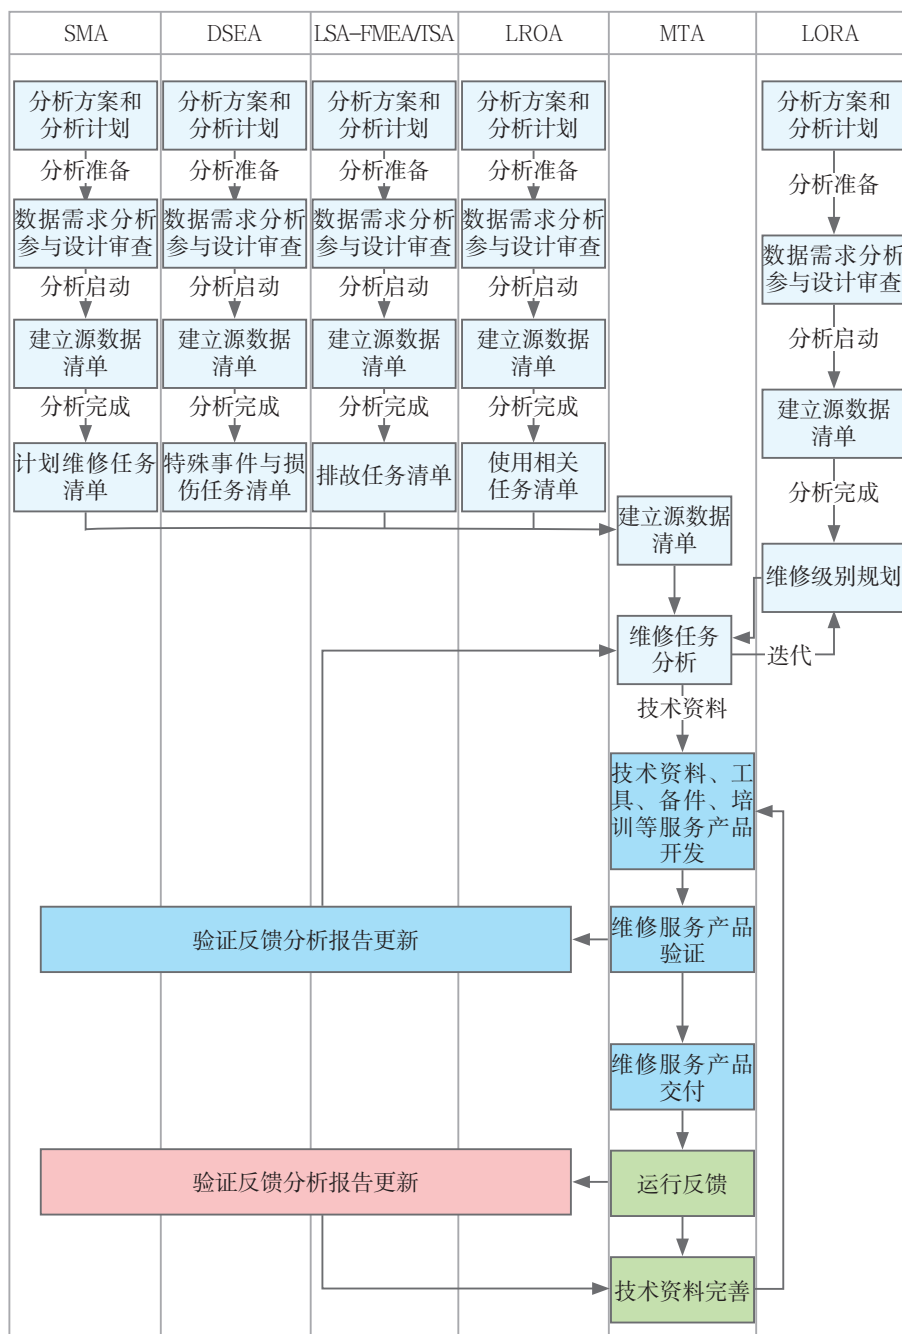 SMA
DSEA
LSA-FMEA/TSA
LROA
MTA
LORA
分析方案和
分析计划
分析准备
数据需求分析
参与设计审查
分析启动
建立源数据
清单
分析完成
计划维修任务
清单
分析方案和
分析计划
分析准备
数据需求分析
参与设计审查
分析启动
建立源数据
清单
分析完成
特殊事件与损
伤任务清单
分析方案和
分析计划
分析准备
数据需求分析
参与设计审查
分析启动
建立源数据
清单
分析完成
排故任务清单
分析方案和
分析计划
分析准备
数据需求分析
参与设计审查
分析启动
建立源数据
清单
分析完成
使用相关
任务清单
分析方案和
分析计划
分析准备
数据需求分析
参与设计审查
分析启动
建立源数据
清单
分析完成
维修级别规划
建立源数据
清单
维修任务
分析
迭代
技术资料
技术资料、工
具、备件、培
训等服务产品
开发
维修服务产品
验证
验证反馈分析报告更新
维修服务产品
交付
运行反馈
验证反馈分析报告更新
技术资料完善